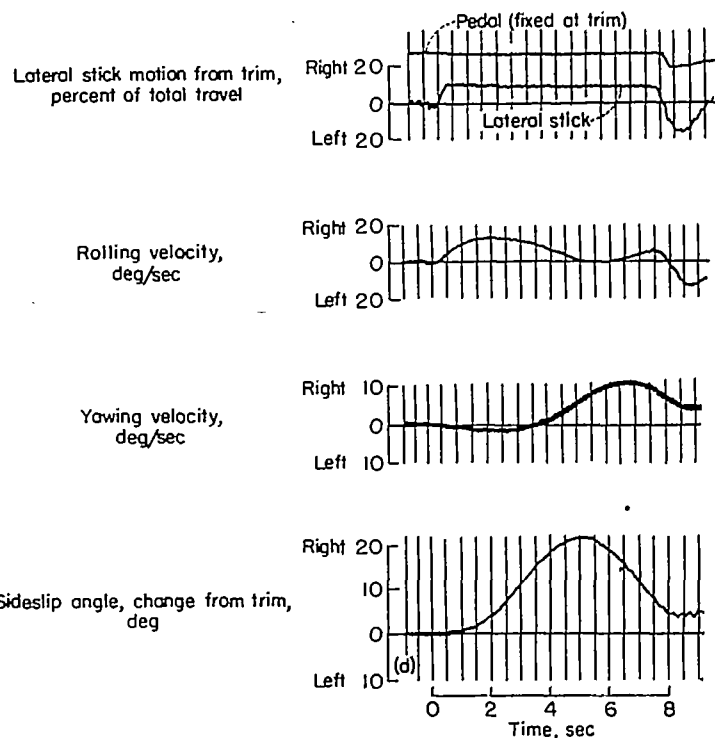 Pedal (fixed at trim)
Lateral stick motion from trim,
percent of total travel
Right 20
0
Left 20
Lateral stick
Rolling velocity,
deg/sec
Right 20
0
Left 20
Yawing velocity,
deg/sec
Right 10
0
Left 10
Sideslip angle, change from trim,
deg
Right 20
10
0
Left 10
(d)
0 2 4 6 8
Time, sec